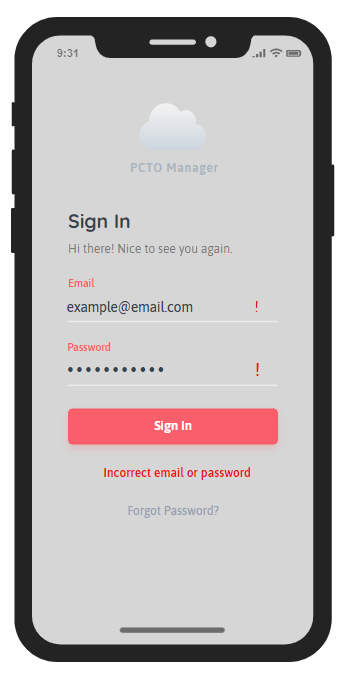 9:31
PCTO Manager
Sign In
Hi there! Nice to see you again.
Email
example@email.com !
Password
••••••••••• !
Sign In
Incorrect email or password
Forgot Password?